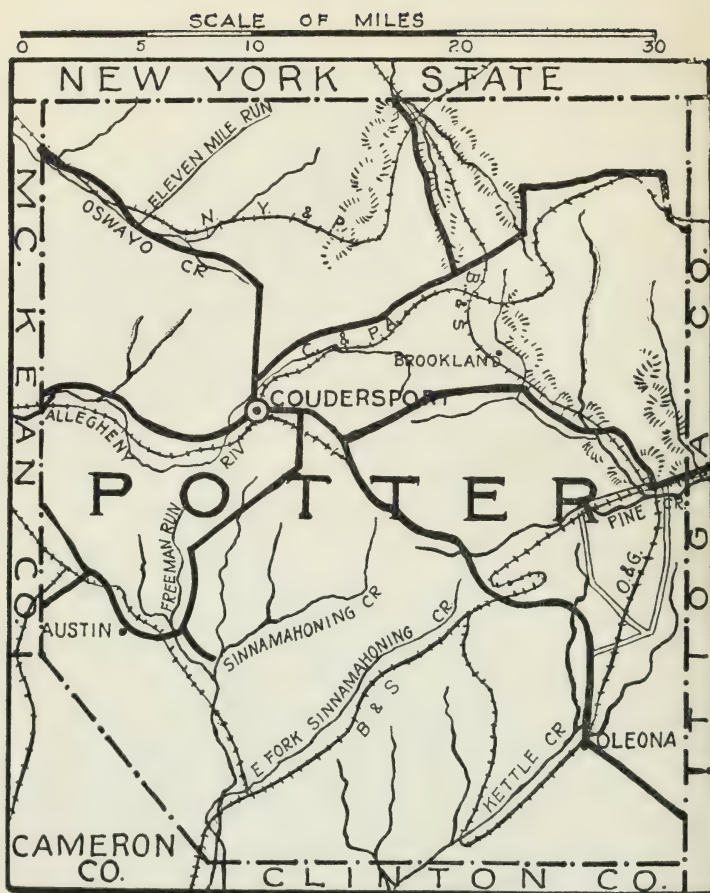 SCALE OF MILES
0 5 10 20 30
NEW YORK STATE
MC. KEAN CO.
ELEVEN MILE RUN
OSWAYO CR
N. Y. & P.
B. & S.
C. & P.A.
BROOKLAND
COUDERSPORT
ALLEGHEN RIV
POTTER
PINE CR.
TIOGA CO.
FREEMAN RUN
O.&G.
AUSTIN
SINNAMAHONING CR
E FORK SINNAMAHONING CR
B & S
OLEONA
KETTLE CR
CAMERON CO.
CLINTON CO.